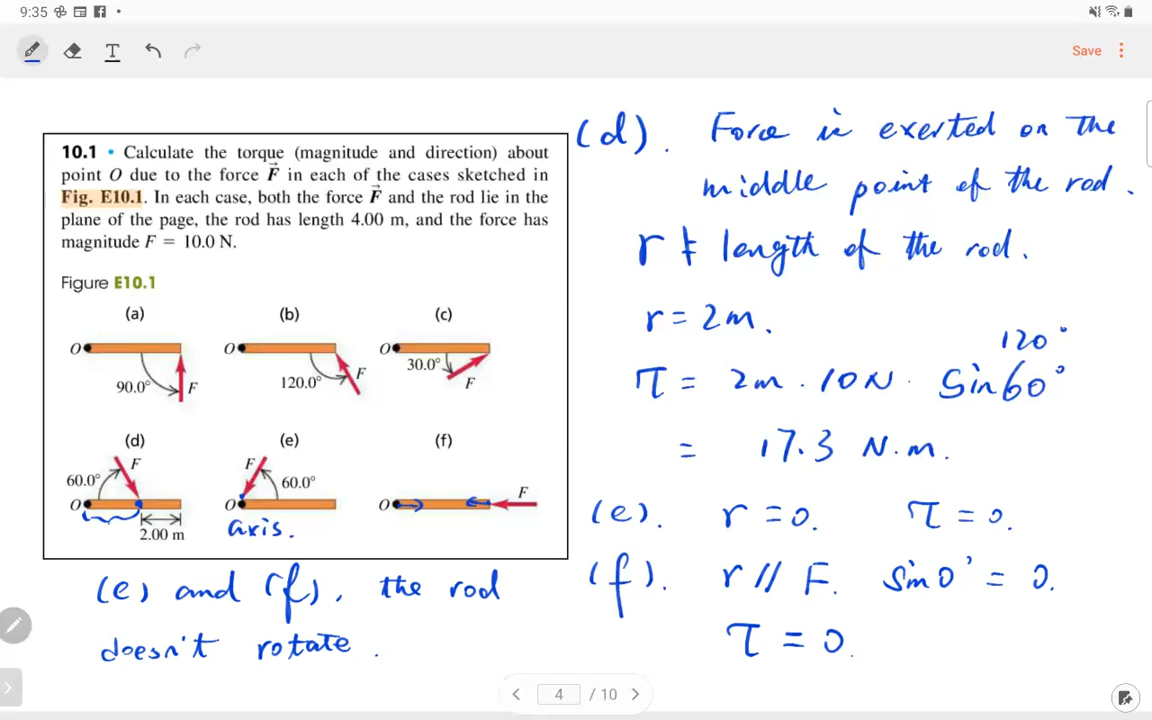 9:35
Save
10.1 • Calculate the torque (magnitude and direction) about
point O due to the force F⃗ in each of the cases sketched in
Fig. E10.1. In each case, both the force F⃗ and the rod lie in the
plane of the page, the rod has length 4.00 m, and the force has
magnitude F = 10.0 N.
Figure E10.1
(a) (b) (c)
O O O
90.0° F 120.0° F 30.0° F
(d) (e) (f)
60.0° F F 60.0° F
O O O
2.00 m axis.
(e) and (f), the rod
doesn't rotate.
(d). Force is exerted on the
middle point of the rod.
r ≠ length of the rod.
r = 2m.
120°
τ = 2m · 10N · Sin60°
= 17.3 N.m.
(e). r = 0. τ = 0.
(f). r // F. sin0° = 0.
τ = 0.
4 / 10